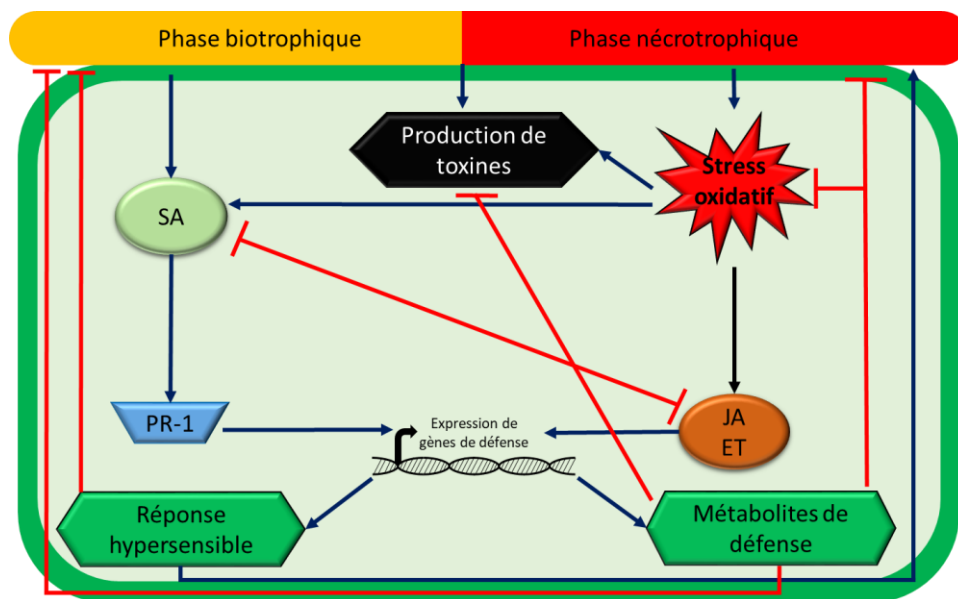 Phase biotrophique
Phase nécrotrophique
Production de
toxines
Stress
oxydatif
SA
PR-1
Expression de
gènes de défense
JA
ET
Réponse
hypersensible
Métabolites de
défense